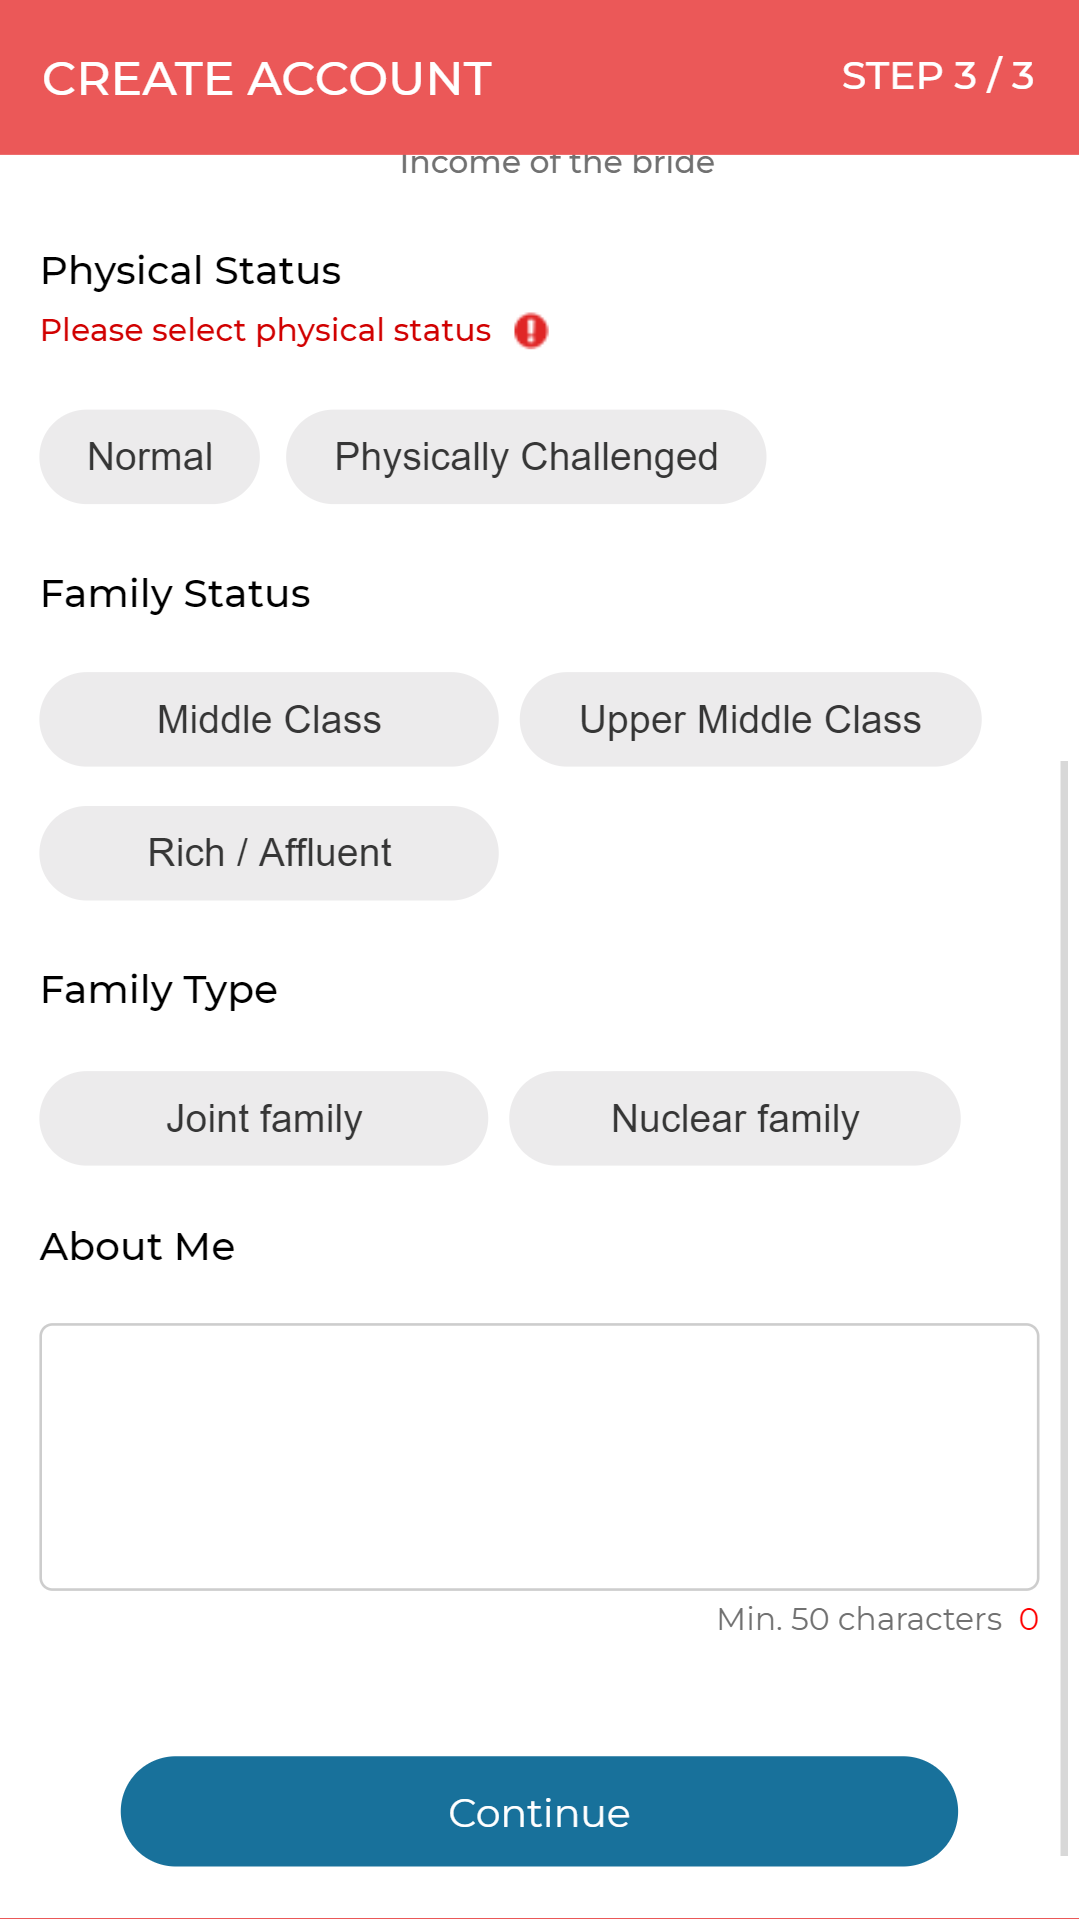 CREATE ACCOUNT STEP 3 / 3
Income of the bride
Physical Status
Please select physical status
Normal Physically Challenged
Family Status
Middle Class Upper Middle Class
Rich / Affluent
Family Type
Joint family Nuclear family
About Me
Min. 50 characters 0
Continue